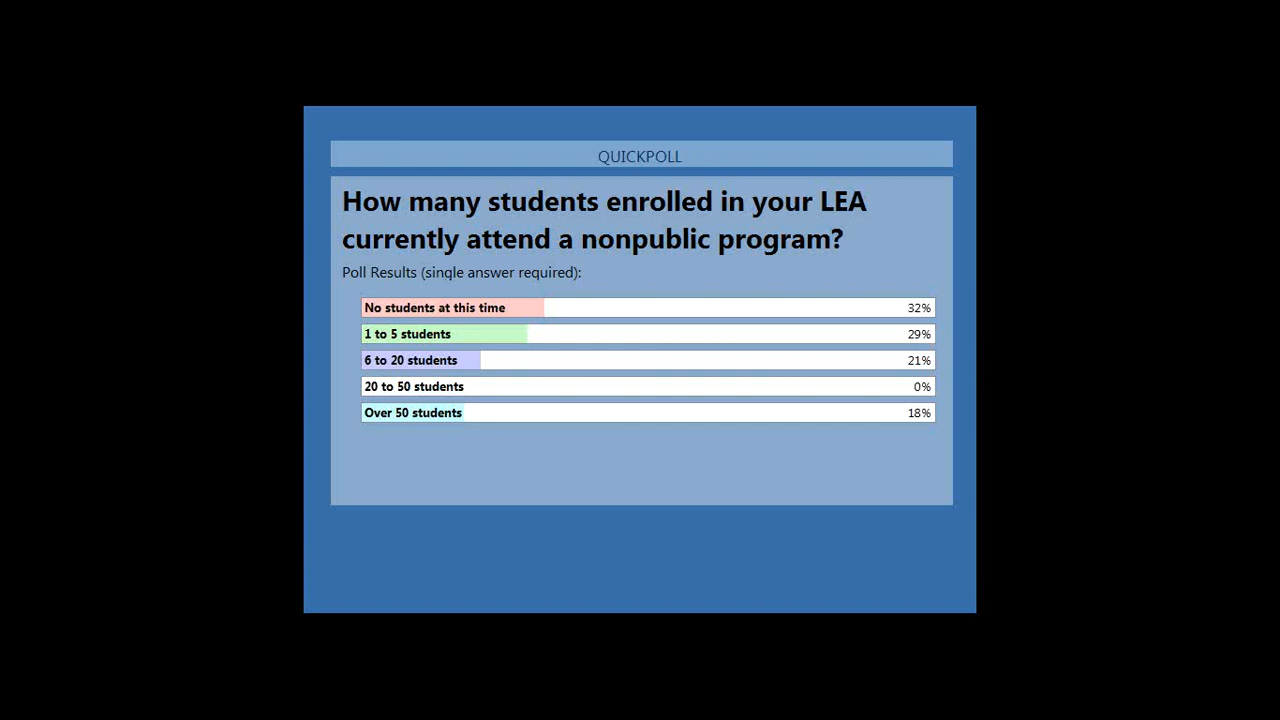 QUICKPOLL
How many students enrolled in your LEA
currently attend a nonpublic program?
Poll Results (single answer required):
No students at this time 32%
1 to 5 students 29%
6 to 20 students 21%
20 to 50 students 0%
Over 50 students 18%